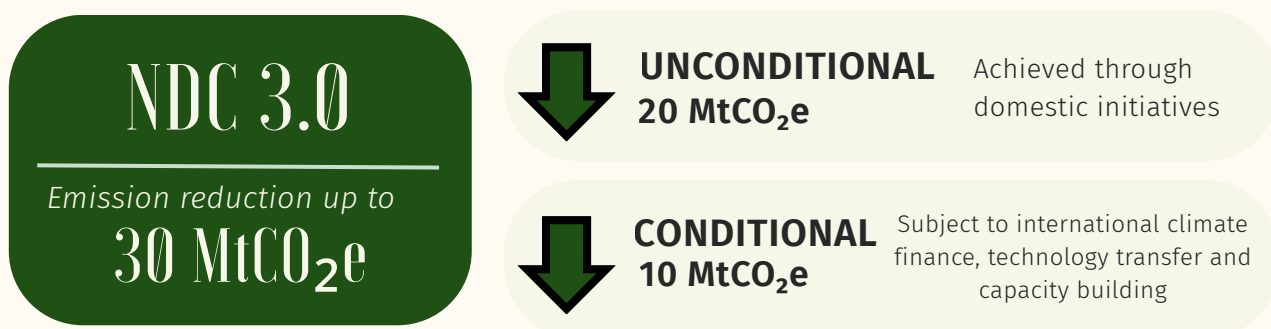 NDC 3.0
Emission reduction up to
30 MtCO₂e
UNCONDITIONAL
20 MtCO₂e
Achieved through
domestic initiatives
CONDITIONAL
10 MtCO₂e
Subject to international climate
finance, technology transfer and
capacity building